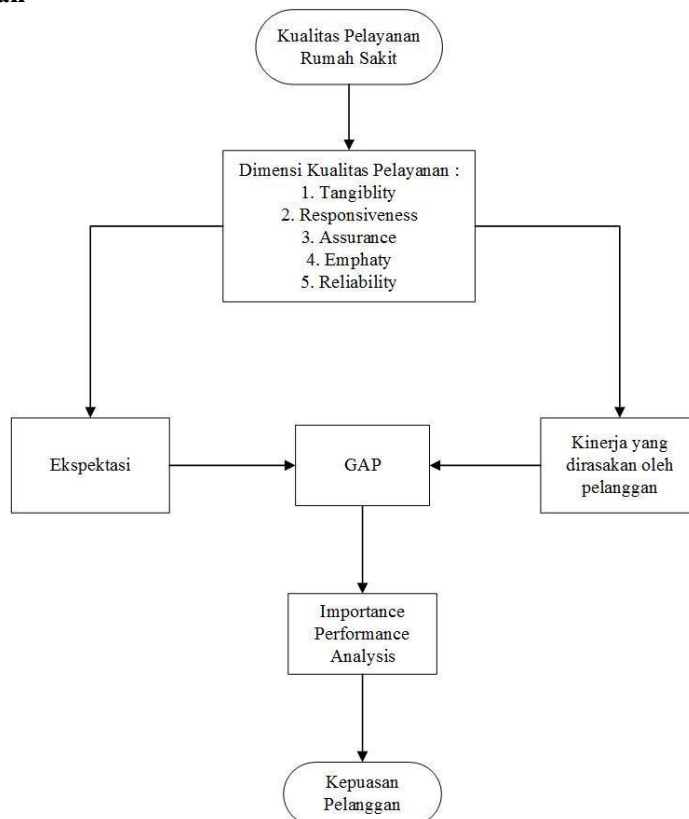 Kualitas Pelayanan
Rumah Sakit
Dimensi Kualitas Pelayanan :
1. Tangiblity
2. Responsiveness
3. Assurance
4. Emphaty
5. Reliability
Ekspektasi
GAP
Kinerja yang
dirasakan oleh
pelanggan
Importance
Performance
Analysis
Kepuasan
Pelanggan